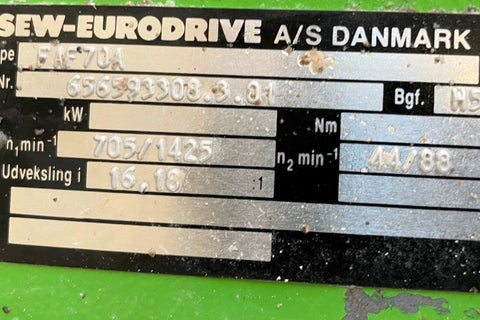 SEW-EURODRIVE A/S DANMARK
pe FAF70A
Nr. 656593308.3.01 Bgf. H5
kW Nm
n1 min-1 705/1425 n2 min-1 44/88
Udveksling i 16,18 :1